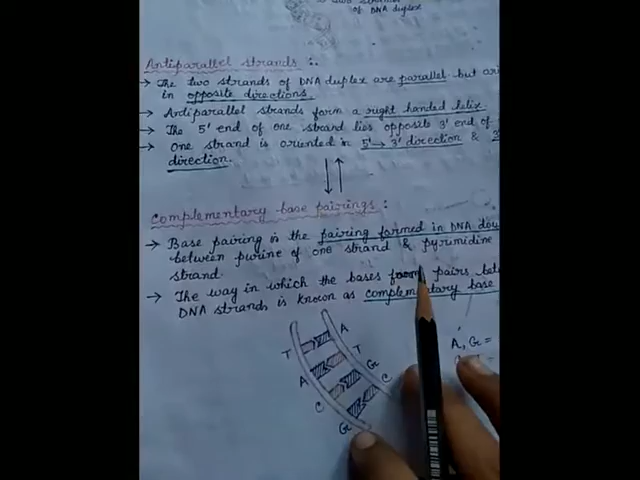 of DNA duplex
Antiparallel strands :.
→ The two strands of DNA duplex are parallel but
in opposite directions.
→ Antiparallel strands form a right handed helix
→ The 5' end of one strand lies opposite 3' end of
→ One strand is oriented in 5' → 3' direction &
direction.
Complementary base pairings :
→ Base pairing is the pairing formed in DNA
between purine of one strand & pyrumidine
strand.
→ The way in which the bases from pairs
DNA strands is known as complementary base
A
T
T
G
A
C
C
G
A, G =